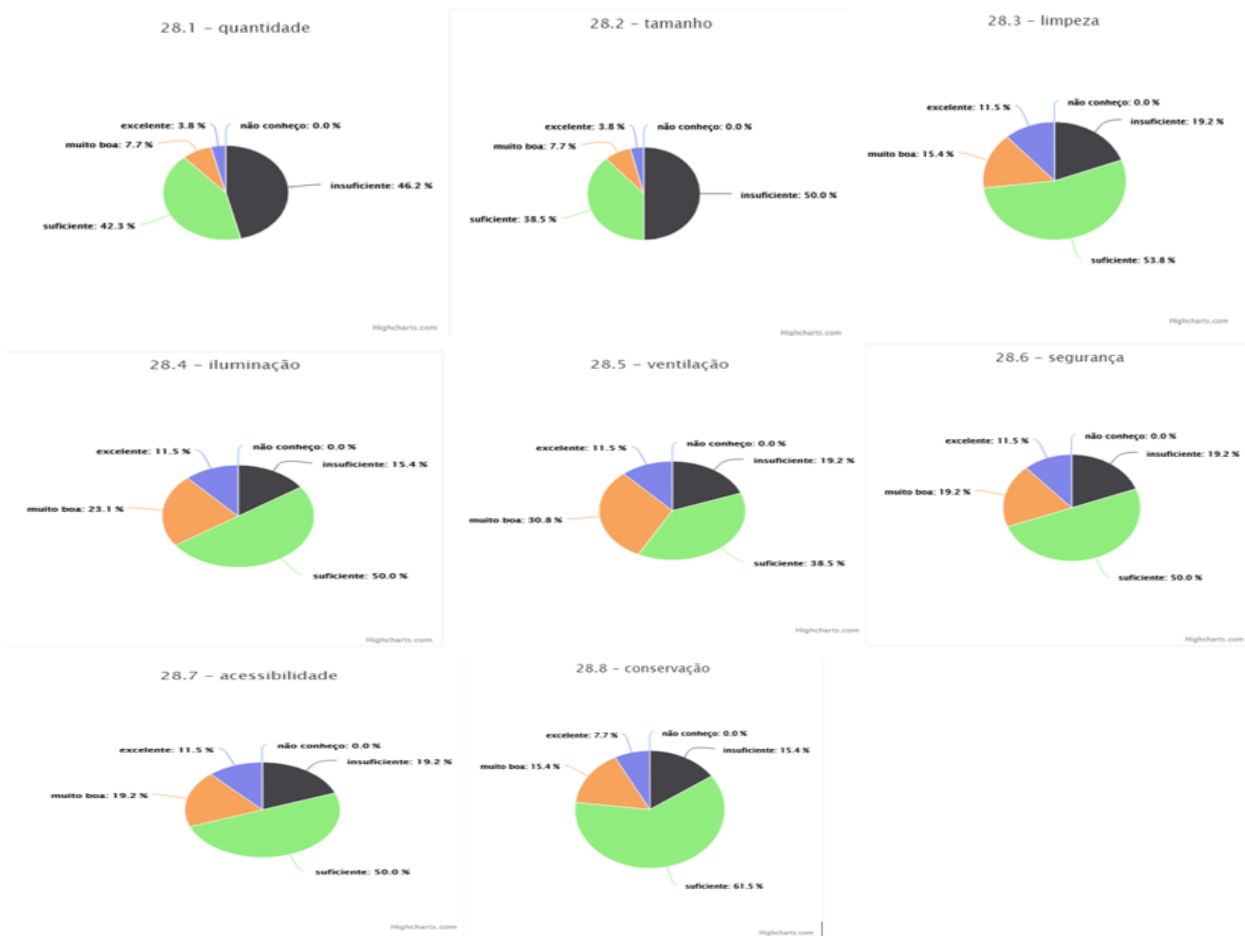 28.1 – quantidade
excelente: 3.8 %
não conheço: 0.0 %
muito boa: 7.7 %
insuficiente: 46.2 %
suficiente: 42.3 %
Highcharts.com
28.2 – tamanho
excelente: 3.8 %
não conheço: 0.0 %
muito boa: 7.7 %
insuficiente: 50.0 %
suficiente: 38.5 %
Highcharts.com
28.3 – limpeza
excelente: 11.5 %
não conheço: 0.0 %
insuficiente: 19.2 %
muito boa: 15.4 %
suficiente: 53.8 %
Highcharts.com
28.4 – iluminação
excelente: 11.5 %
não conheço: 0.0 %
insuficiente: 15.4 %
muito boa: 23.1 %
suficiente: 50.0 %
Highcharts.com
28.5 – ventilação
excelente: 11.5 %
não conheço: 0.0 %
insuficiente: 19.2 %
muito boa: 30.8 %
suficiente: 38.5 %
Highcharts.com
28.6 – segurança
excelente: 11.5 %
não conheço: 0.0 %
insuficiente: 19.2 %
muito boa: 19.2 %
suficiente: 50.0 %
Highcharts.com
28.7 – acessibilidade
excelente: 11.5 %
não conheço: 0.0 %
insuficiente: 19.2 %
muito boa: 19.2 %
suficiente: 50.0 %
Highcharts.com
28.8 – conservação
excelente: 7.7 %
não conheço: 0.0 %
insuficiente: 15.4 %
muito boa: 15.4 %
suficiente: 61.5 %
Highcharts.com